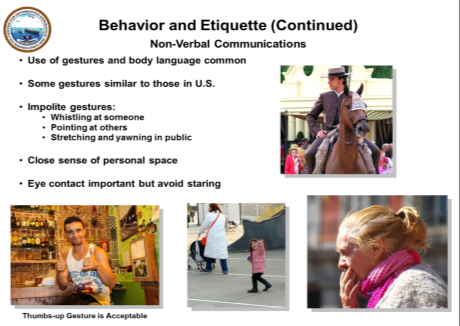 Behavior and Etiquette (Continued)
Non-Verbal Communications
• Use of gestures and body language common
• Some gestures similar to those in U.S.
• Impolite gestures:
• Whistling at someone
• Pointing at others
• Stretching and yawning in public
• Close sense of personal space
• Eye contact important but avoid staring
Thumbs-up Gesture is Acceptable